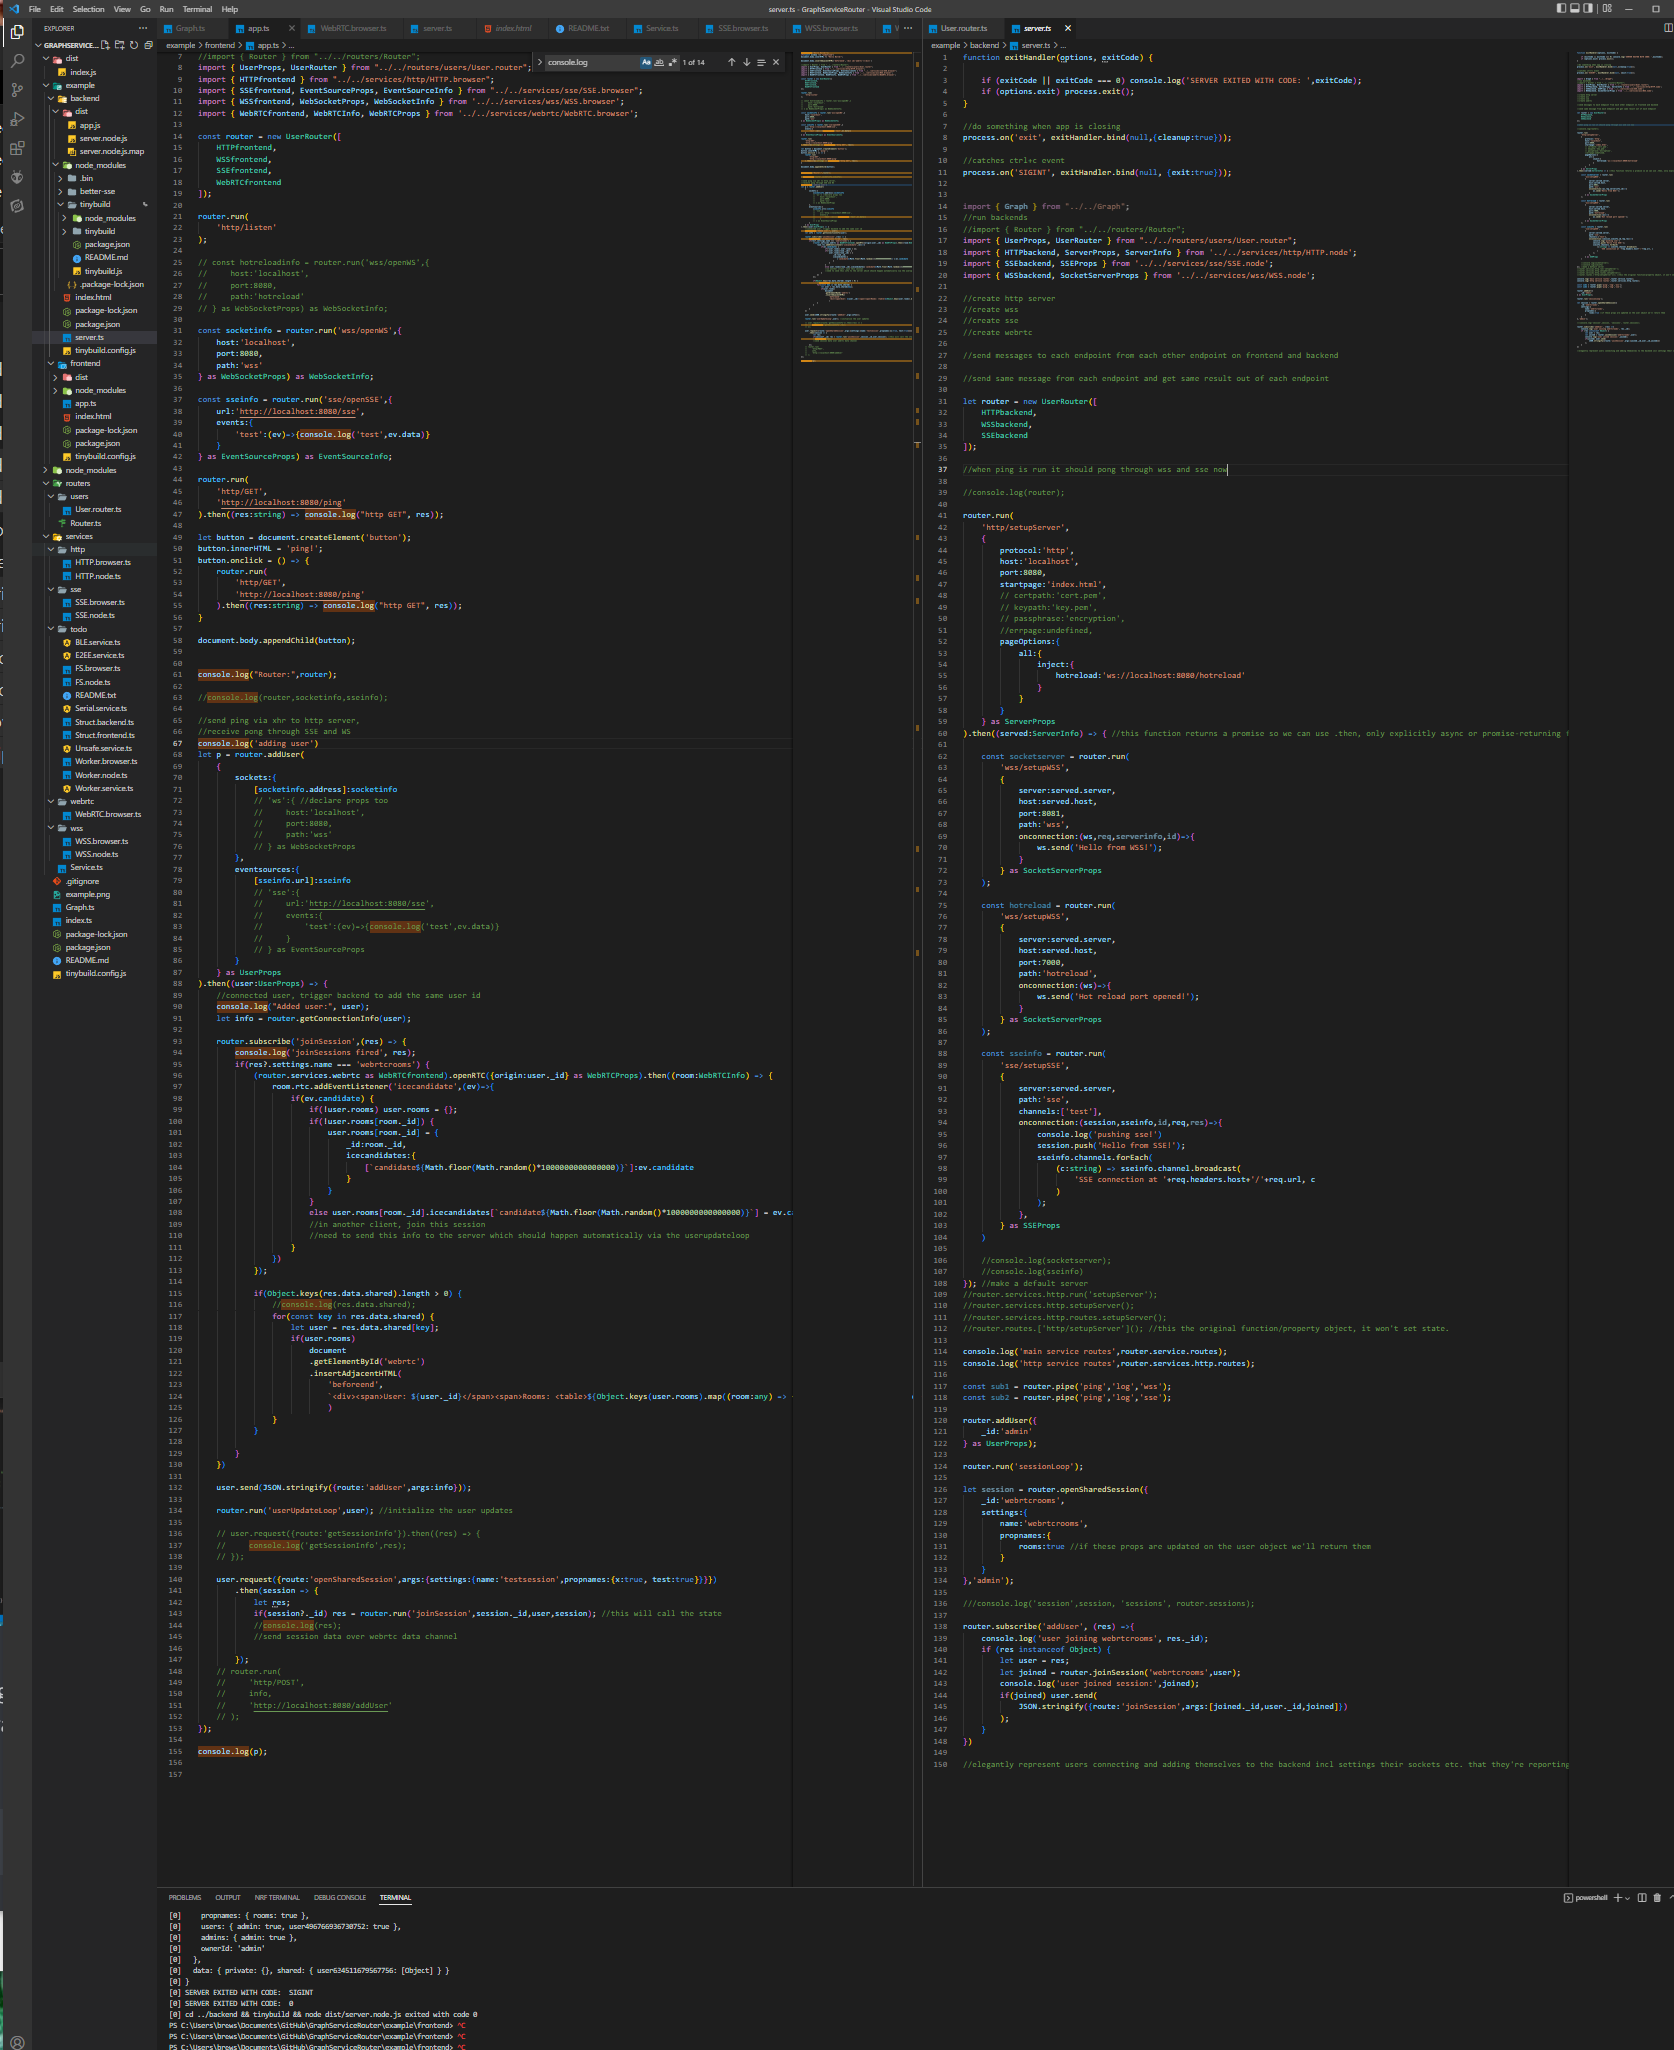 File Edit Selection View Go Run Terminal Help
server.ts - GraphServiceRouter - Visual Studio Code
EXPLORER
GRAPHSERVICE...
dist
index.js
example
backend
dist
app.js
server.node.js
server.node.js.map
node_modules
.bin
better-sse
tinybuild
node_modules
tinybuild
package.json
README.md
tinybuild.js
.package-lock.json
index.html
package-lock.json
package.json
server.ts
tinybuild.config.js
frontend
dist
node_modules
app.ts
index.html
package-lock.json
package.json
tinybuild.config.js
node_modules
routers
users
User.router.ts
Router.ts
services
http
HTTP.browser.ts
HTTP.node.ts
sse
SSE.browser.ts
SSE.node.ts
todo
BLE.service.ts
E2EE.service.ts
FS.browser.ts
FS.node.ts
README.txt
Serial.service.ts
Struct.backend.ts
Struct.frontend.ts
Unsafe.service.ts
Worker.browser.ts
Worker.node.ts
Worker.service.ts
webrtc
WebRTC.browser.ts
wss
WSS.browser.ts
WSS.node.ts
Service.ts
.gitignore
example.png
Graph.ts
index.ts
package-lock.json
package.json
README.md
tinybuild.config.js
Graph.ts app.ts WebRTC.browser.ts server.ts index.html README.txt Service.ts SSE.browser.ts WSS.browser.ts
example > frontend > app.ts > ...
console.log
1 of 14
7 //import { Router } from "../../routers/Router";
8 import { UserProps, UserRouter } from "../../routers/users/User.router";
9 import { HTTPfrontend } from "../../services/http/HTTP.browser";
10 import { SSEfrontend, EventSourceProps, EventSourceInfo } from "../../services/sse/SSE.browser";
11 import { WSSfrontend, WebSocketProps, WebSocketInfo } from '../../services/wss/WSS.browser';
12 import { WebRTCfrontend, WebRTCInfo, WebRTCProps } from '../../services/webrtc/WebRTC.browser';
13
14 const router = new UserRouter([
15 HTTPfrontend,
16 WSSfrontend,
17 SSEfrontend,
18 WebRTCfrontend
19 ]);
20
21 router.run(
22 'http/listen'
23 );
24
25 // const hotreloadinfo = router.run('wss/openWS',{
26 // host:'localhost',
27 // port:8080,
28 // path:'hotreload'
29 // } as WebSocketProps) as WebSocketInfo;
30
31 const socketinfo = router.run('wss/openWS',{
32 host:'localhost',
33 port:8080,
34 path:'wss'
35 } as WebSocketProps) as WebSocketInfo;
36
37 const sseinfo = router.run('sse/openSSE',{
38 url:'http://localhost:8080/sse',
39 events:{
40 'test':(ev)=>{console.log('test',ev.data)}
41 }
42 } as EventSourceProps) as EventSourceInfo;
43
44 router.run(
45 'http/GET',
46 'http://localhost:8080/ping'
47 ).then((res:string) => console.log("http GET", res));
48
49 let button = document.createElement('button');
50 button.innerHTML = 'ping!';
51 button.onclick = () => {
52 router.run(
53 'http/GET',
54 'http://localhost:8080/ping'
55 ).then((res:string) => console.log("http GET", res));
56 }
57
58 document.body.appendChild(button);
59
60
61 console.log("Router:",router);
62
63 //console.log(router,socketinfo,sseinfo);
64
65 //send ping via xhr to http server,
66 //receive pong through SSE and WS
67 console.log('adding user')
68 let p = router.addUser(
69 {
70 sockets:{
71 [socketinfo.address]:socketinfo
72 // 'ws':{ //declare props too
73 // host:'localhost',
74 // port:8080,
75 // path:'wss'
76 // } as WebSocketProps
77 },
78 eventsources:{
79 [sseinfo.url]:sseinfo
80 // 'sse':{
81 // url:'http://localhost:8080/sse',
82 // events:{
83 // 'test':(ev)=>{console.log('test',ev.data)}
84 // }
85 // } as EventSourceProps
86 }
87 } as UserProps
88 ).then((user:UserProps) => {
89 //connected user, trigger backend to add the same user id
90 console.log("Added user:", user);
91 let info = router.getConnectionInfo(user);
92
93 router.subscribe('joinSession',(res) => {
94 console.log('joinSessions fired', res);
95 if(res?.settings.name === 'webrtcrooms') {
96 (router.services.webrtc as WebRTCfrontend).openRTC({origin:user._id} as WebRTCProps).then((room:WebRTCInfo) => {
97 room.rtc.addEventListener('icecandidate',(ev)=>{
98 if(ev.candidate) {
99 if(!user.rooms) user.rooms = {};
100 if(!user.rooms[room._id]) {
101 user.rooms[room._id] = {
102 _id:room._id,
103 icecandidates:{
104 [`candidate${Math.floor(Math.random()*1000000000000000)}`]:ev.candidate
105 }
106 }
107 }
108 else user.rooms[room._id].icecandidates[`candidate${Math.floor(Math.random()*1000000000000000)}`] = ev.c
109 //in another client, join this session
110 //need to send this info to the server which should happen automatically via the userupdateloop
111 }
112 })
113 });
114
115 if(Object.keys(res.data.shared).length > 0) {
116 //console.log(res.data.shared);
117 for(const key in res.data.shared) {
118 let user = res.data.shared[key];
119 if(user.rooms)
120 document
121 .getElementById('webrtc')
122 .insertAdjacentHTML(
123 'beforeend',
124 `<div><span>User: ${user._id}</span><span>Rooms: <table>${Object.keys(user.rooms).map((room:any) =>
125 )
126 }
127 }
128
129 }
130 })
131
132 user.send(JSON.stringify({route:'addUser',args:info}));
133
134 router.run('userUpdateLoop',user); //initialize the user updates
135
136 // user.request({route:'getSessionInfo'}).then((res) => {
137 // console.log('getSessionInfo',res);
138 // });
139
140 user.request({route:'openSharedSession',args:{settings:{name:'testsession',propnames:{x:true, test:true}}}})
141 .then(session => {
142 let res;
143 if(session?._id) res = router.run('joinSession',session._id,user,session); //this will call the state
144 //console.log(res);
145 //send session data over webrtc data channel
146
147 });
148 // router.run(
149 // 'http/POST',
150 // info,
151 // 'http://localhost:8080/addUser'
152 // );
153 });
154
155 console.log(p);
156
157
User.router.ts server.ts
example > backend > server.ts > ...
1 function exitHandler(options, exitCode) {
2
3 if (exitCode || exitCode === 0) console.log('SERVER EXITED WITH CODE: ',exitCode);
4 if (options.exit) process.exit();
5 }
6
7 //do something when app is closing
8 process.on('exit', exitHandler.bind(null,{cleanup:true}));
9
10 //catches ctrl+c event
11 process.on('SIGINT', exitHandler.bind(null, {exit:true}));
12
13
14 import { Graph } from "../../Graph";
15 //run backends
16 //import { Router } from "../../routers/Router";
17 import { UserProps, UserRouter } from "../../routers/users/User.router";
18 import { HTTPbackend, ServerProps, ServerInfo } from '../../services/http/HTTP.node';
19 import { SSEbackend, SSEProps } from '../../services/sse/SSE.node';
20 import { WSSbackend, SocketServerProps } from '../../services/wss/WSS.node';
21
22 //create http server
23 //create wss
24 //create sse
25 //create webrtc
26
27 //send messages to each endpoint from each other endpoint on frontend and backend
28
29 //send same message from each endpoint and get same result out of each endpoint
30
31 let router = new UserRouter([
32 HTTPbackend,
33 WSSbackend,
34 SSEbackend
35 ]);
36
37 //when ping is run it should pong through wss and sse now
38
39 //console.log(router);
40
41 router.run(
42 'http/setupServer',
43 {
44 protocol:'http',
45 host:'localhost',
46 port:8080,
47 startpage:'index.html',
48 // certpath:'cert.pem',
49 // keypath:'key.pem',
50 // passphrase:'encryption',
51 //errpage:undefined,
52 pageOptions:{
53 all:{
54 inject:{
55 hotreload:'ws://localhost:8080/hotreload'
56 }
57 }
58 }
59 } as ServerProps
60 ).then((served:ServerInfo) => { //this function returns a promise so we can use .then, only explicitly async or promise-returning
61
62 const socketserver = router.run(
63 'wss/setupWSS',
64 {
65 server:served.server,
66 host:served.host,
67 port:8081,
68 path:'wss',
69 onconnection:(ws,req,serverinfo,id)=>{
70 ws.send('Hello from WSS!');
71 }
72 } as SocketServerProps
73 );
74
75 const hotreload = router.run(
76 'wss/setupWSS',
77 {
78 server:served.server,
79 host:served.host,
80 port:7000,
81 path:'hotreload',
82 onconnection:(ws)=>{
83 ws.send('Hot reload port opened!');
84 }
85 } as SocketServerProps
86 );
87
88 const sseinfo = router.run(
89 'sse/setupSSE',
90 {
91 server:served.server,
92 path:'sse',
93 channels:['test'],
94 onconnection:(session,sseinfo,id,req,res)=>{
95 console.log('pushing sse!')
96 session.push('Hello from SSE!');
97 sseinfo.channels.forEach(
98 (c:string) => sseinfo.channel.broadcast(
99 'SSE connection at '+req.headers.host+'/'+req.url, c
100 )
101 );
102 },
103 } as SSEProps
104 )
105
106 //console.log(socketserver);
107 //console.log(sseinfo)
108 }); //make a default server
109 //router.services.http.run('setupServer');
110 //router.services.http.setupServer();
111 //router.services.http.routes.setupServer();
112 //router.routes.['http/setupServer'](); //this the original function/property object, it won't set state.
113
114 console.log('main service routes',router.service.routes);
115 console.log('http service routes',router.services.http.routes);
116
117 const sub1 = router.pipe('ping','log','wss');
118 const sub2 = router.pipe('ping','log','sse');
119
120 router.addUser({
121 _id:'admin'
122 } as UserProps);
123
124 router.run('sessionLoop');
125
126 let session = router.openSharedSession({
127 _id:'webrtcrooms',
128 settings:{
129 name:'webrtcrooms',
130 propnames:{
131 rooms:true //if these props are updated on the user object we'll return them
132 }
133 }
134 },'admin');
135
136 ///console.log('session',session, 'sessions', router.sessions);
137
138 router.subscribe('addUser', (res) =>{
139 console.log('user joining webrtcrooms', res._id);
140 if (res instanceof Object) {
141 let user = res;
142 let joined = router.joinSession('webrtcrooms',user);
143 console.log('user joined session:',joined);
144 if(joined) user.send(
145 JSON.stringify({route:'joinSession',args:[joined._id,user._id,joined]})
146 );
147 }
148 })
149
150 //elegantly represent users connecting and adding themselves to the backend incl settings their sockets etc. that they're reporting
PROBLEMS OUTPUT NRF TERMINAL DEBUG CONSOLE TERMINAL
powershell
[0] propnames: { rooms: true },
[0] users: { admin: true, user496766936730752: true },
[0] admins: { admin: true },
[0] ownerId: 'admin'
[0] },
[0] data: { private: {}, shared: { user634511679567756: [Object] } }
[0] }
[0] SERVER EXITED WITH CODE: SIGINT
[0] SERVER EXITED WITH CODE: 0
[0] cd ../backend && tinybuild && node dist/server.node.js exited with code 0
PS C:\Users\brews\Documents\GitHub\GraphServiceRouter\example\frontend> ^C
PS C:\Users\brews\Documents\GitHub\GraphServiceRouter\example\frontend> ^C
PS C:\Users\brews\Documents\GitHub\GraphServiceRouter\example\frontend> ^C